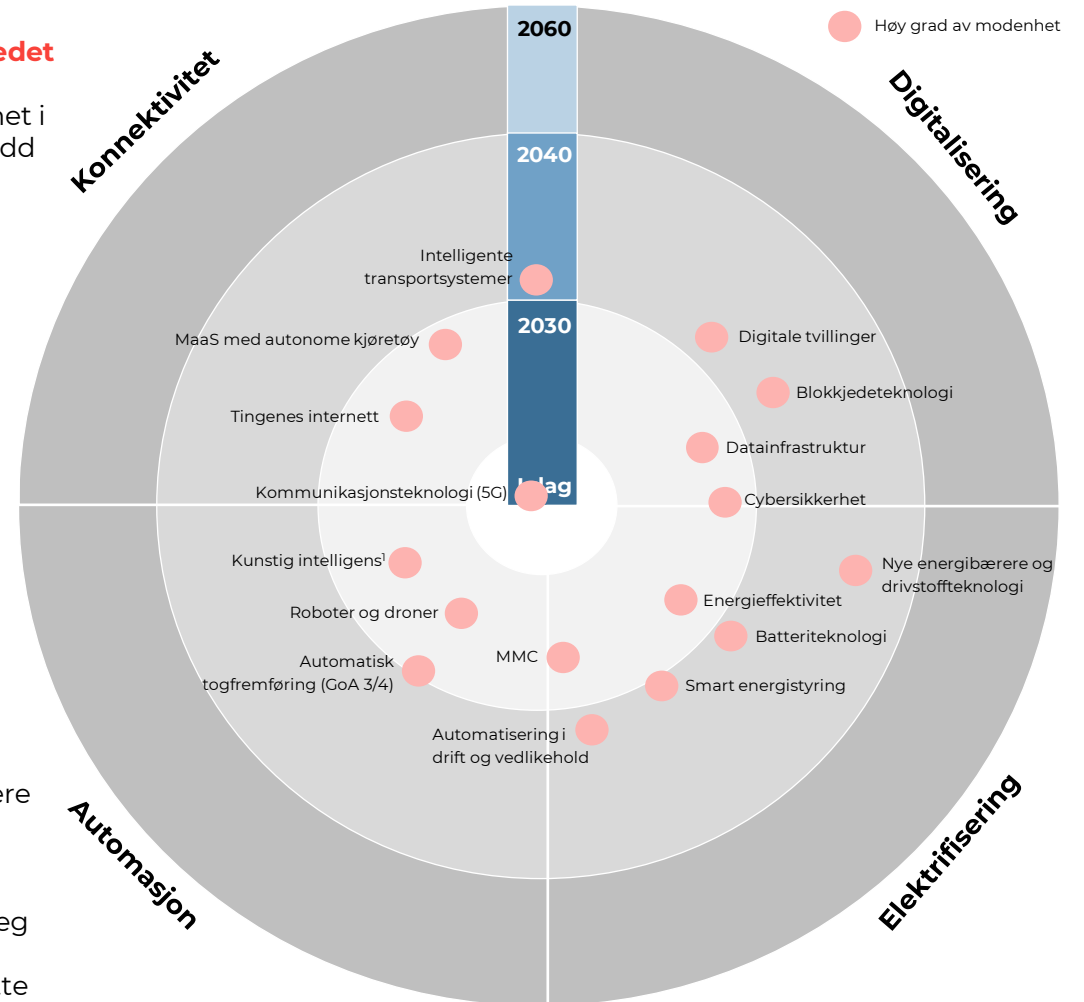 edet
et i
dd
Konnektivitet
2060
Høy grad av modenhet
Digitalisering
2040
Intelligente
transportsystemer
2030
MaaS med autonome kjøretøy
Digitale tvillinger
Blokkjedeteknologi
Tingenes internett
Datainfrastruktur
Kommunikasjonsteknologi (5G)
Cybersikkerhet
Kunstig intelligens¹
Nye energibærere og
drivstoffteknologi
Roboter og droner
Energieffektivitet
Batteriteknologi
MMC
Automatisk
togfremføring (GoA 3/4)
Smart energistyring
Automatisering i
drift og vedlikehold
ere
Automasjon
Elektrifisering
eg
te